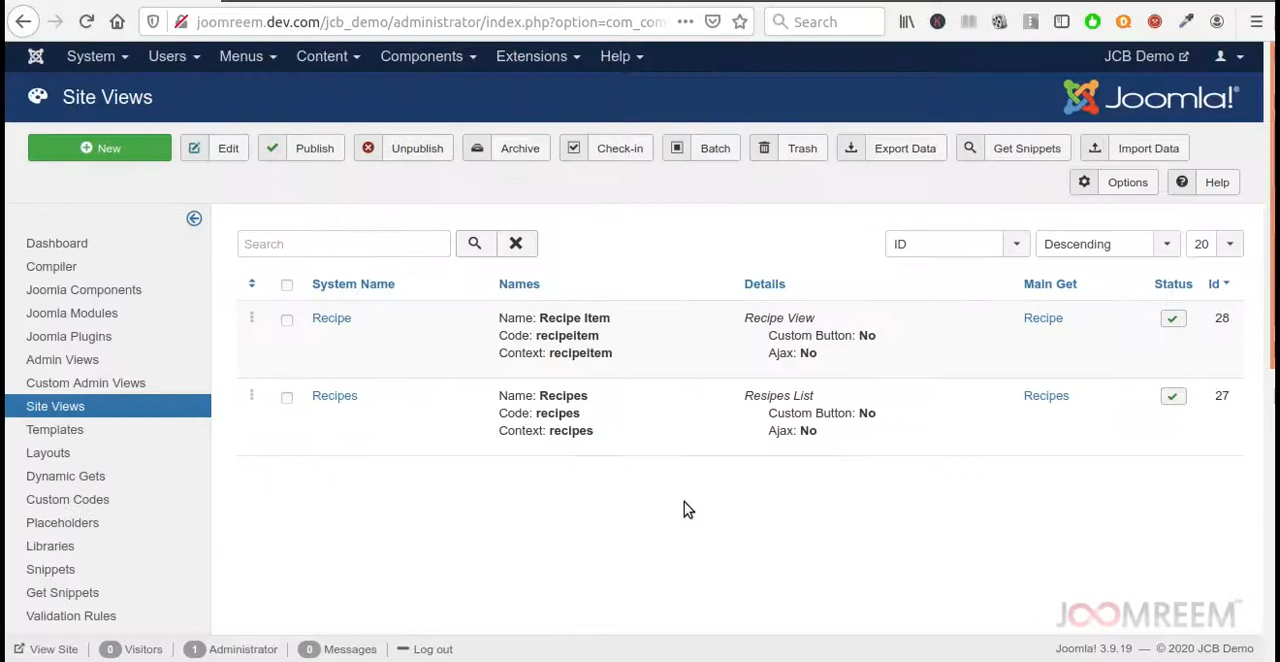 joomreem.dev.com/jcb_demo/administrator/index.php?option=com_com
Search
System Users Menus Content Components Extensions Help JCB Demo
Site Views Joomla!®
New Edit Publish Unpublish Archive Check-in Batch Trash Export Data Get Snippets Import Data
Options Help
Dashboard
Compiler
Joomla Components
Joomla Modules
Joomla Plugins
Admin Views
Custom Admin Views
Site Views
Templates
Layouts
Dynamic Gets
Custom Codes
Placeholders
Libraries
Snippets
Get Snippets
Validation Rules
Search ID Descending 20
System Name Names Details Main Get Status Id
Recipe Name: Recipe Item Recipe View Recipe 28
Code: recipeitem Custom Button: No
Context: recipeitem Ajax: No
Recipes Name: Recipes Resipes List Recipes 27
Code: recipes Custom Button: No
Context: recipes Ajax: No
JOOMREEM™
View Site 0 Visitors 1 Administrator 0 Messages Log out Joomla! 3.9.19 — © 2020 JCB Demo